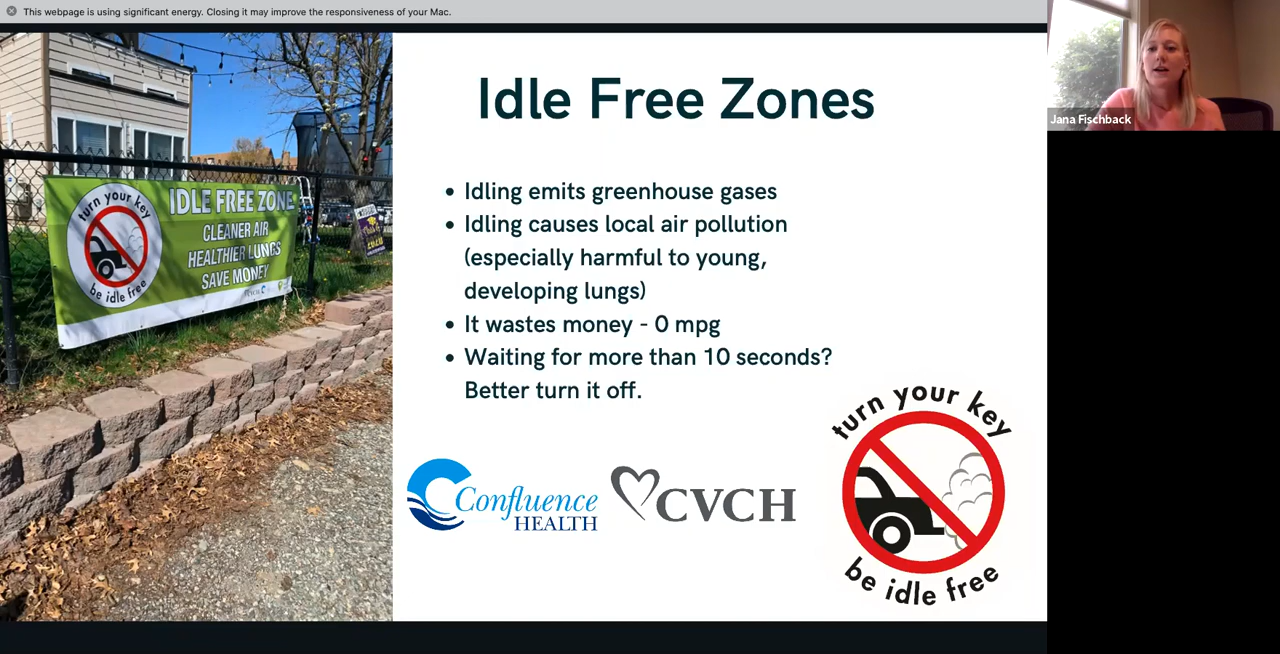 This webpage is using significant energy. Closing it may improve the responsiveness of your Mac.
Idle Free Zones
turn your key
IDLE FREE ZONE
CLEANER AIR
HEALTHIER LUNGS
SAVE MONEY
be idle free
CVCH
• Idling emits greenhouse gases
• Idling causes local air pollution
(especially harmful to young,
developing lungs)
• It wastes money - 0 mpg
• Waiting for more than 10 seconds?
Better turn it off.
Confluence
HEALTH
CVCH
turn your key
be idle free
Jana Fischback